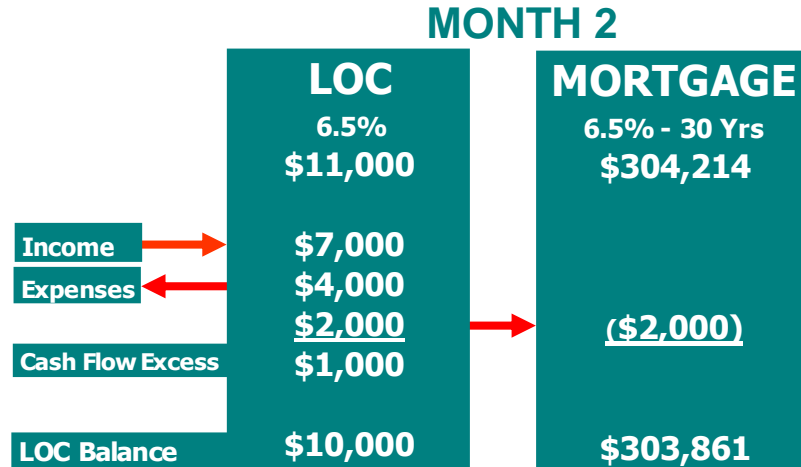 MONTH 2
LOC MORTGAGE
6.5% 6.5% - 30 Yrs
$11,000 $304,214
Income $7,000
Expenses $4,000
$2,000 ($2,000)
Cash Flow Excess $1,000
LOC Balance $10,000 $303,861